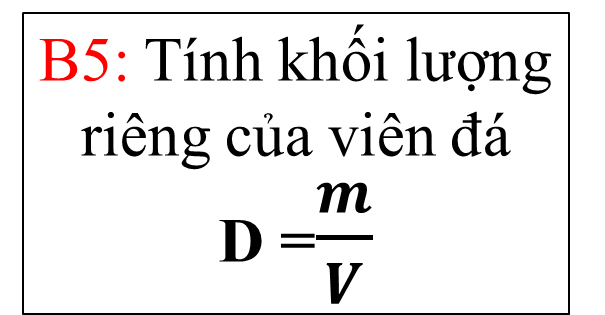 B5: Tính khối lượng
riêng của viên đá
D = m/V